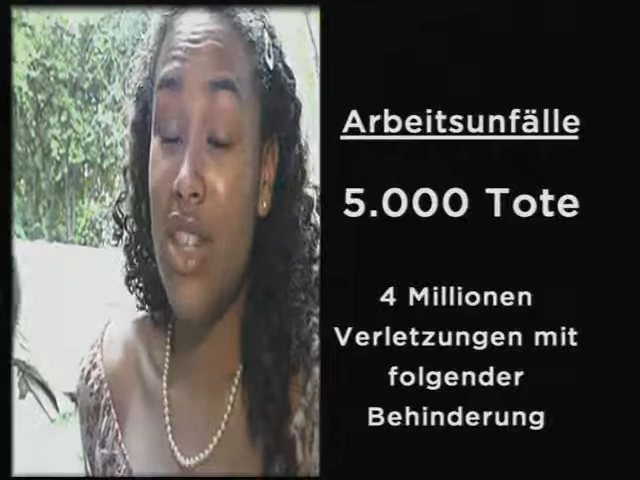 Arbeitsunfälle
5.000 Tote
4 Millionen
Verletzungen mit
folgender
Behinderung